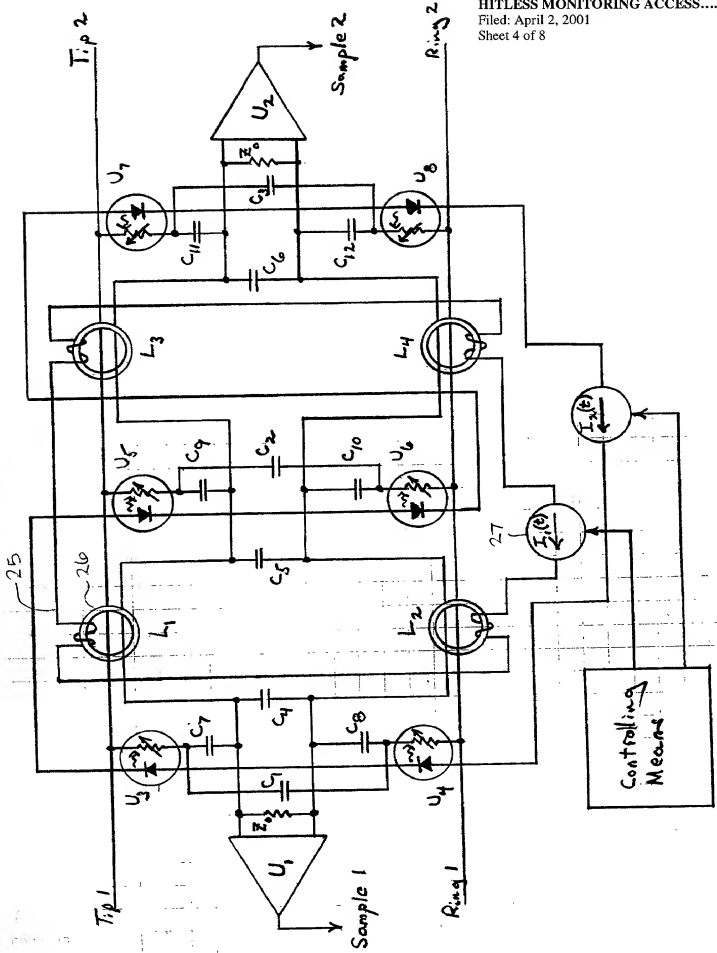 HITLESS MONITORING ACCESS....
Filed: April 2, 2001
Sheet 4 of 8
Tip 2
Sample 2
Ring 2
U2
Z0
U7
C3
U8
C11
C12
C6
L3
L4
U5
C9
C2
C10
U6
I2(t)
25
26
C5
27
I1(t)
L1
L2
C4
U3
C7
C8
C1
U4
Z0
U1
Controlling
Means
Tip 1
Sample 1
Ring 1